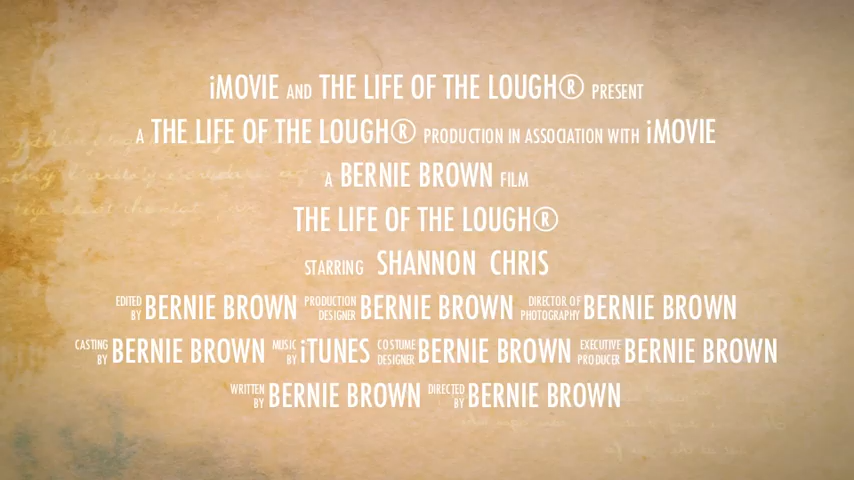 iMOVIE AND THE LIFE OF THE LOUGH® PRESENT
A THE LIFE OF THE LOUGH® PRODUCTION IN ASSOCIATION WITH iMOVIE
A BERNIE BROWN FILM
THE LIFE OF THE LOUGH®
STARRING SHANNON CHRIS
EDITED BY BERNIE BROWN PRODUCTION DESIGNER BERNIE BROWN DIRECTOR OF PHOTOGRAPHY BERNIE BROWN
CASTING BY BERNIE BROWN MUSIC BY iTUNES COSTUME DESIGNER BERNIE BROWN EXECUTIVE PRODUCER BERNIE BROWN
WRITTEN BY BERNIE BROWN DIRECTED BY BERNIE BROWN